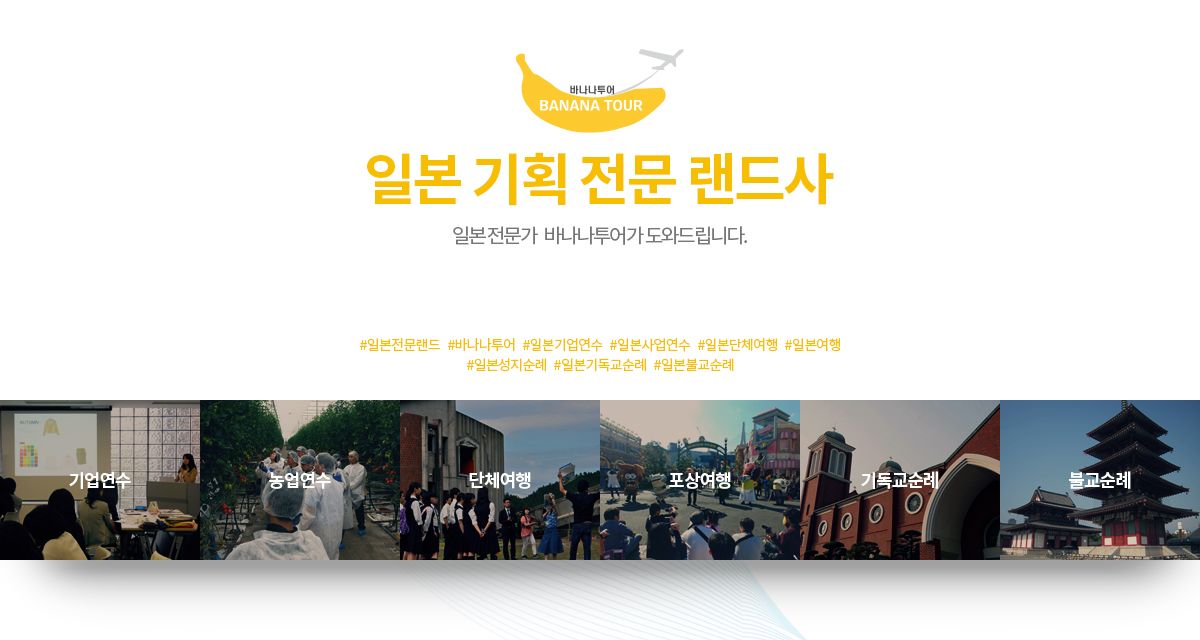 바나나투어
BANANA TOUR
일본 기획 전문 랜드사
일본 전문가 바나나투어가 도와드립니다.
#일본전문랜드 #바나나투어 #일본기업연수 #일본사업연수 #일본단체여행 #일본여행
#일본성지순례 #일본기독교순례 #일본불교순례
AUTUMN
기업연수
농업연수
단체여행
포상여행
기독교순례
불교순례